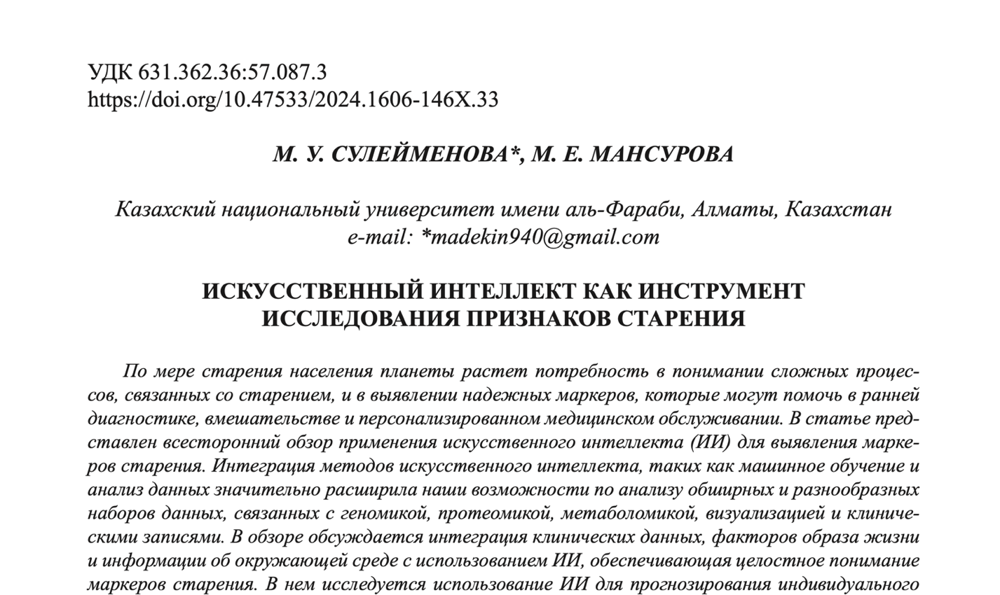 УДК 631.362.36:57.087.3
https://doi.org/10.47533/2024.1606-146X.33
М. У. СУЛЕЙМЕНОВА*, М. Е. МАНСУРОВА
Казахский национальный университет имени аль-Фараби, Алматы, Казахстан
e-mail: *madekin940@gmail.com
ИСКУССТВЕННЫЙ ИНТЕЛЛЕКТ КАК ИНСТРУМЕНТ
ИССЛЕДОВАНИЯ ПРИЗНАКОВ СТАРЕНИЯ
По мере старения населения планеты растет потребность в понимании сложных процес-
сов, связанных со старением, и в выявлении надежных маркеров, которые могут помочь в ранней
диагностике, вмешательстве и персонализированном медицинском обслуживании. В статье пред-
ставлен всесторонний обзор применения искусственного интеллекта (ИИ) для выявления марке-
ров старения. Интеграция методов искусственного интеллекта, таких как машинное обучение и
анализ данных значительно расширила наши возможности по анализу обширных и разнообразных
наборов данных, связанных с геномикой, протеомикой, метаболомикой, визуализацией и клиниче-
скими записями. В обзоре обсуждается интеграция клинических данных, факторов образа жизни
и информации об окружающей среде с использованием ИИ, обеспечивающая целостное понимание
маркеров старения. В нем исследуется использование ИИ для прогнозирования индивидуального